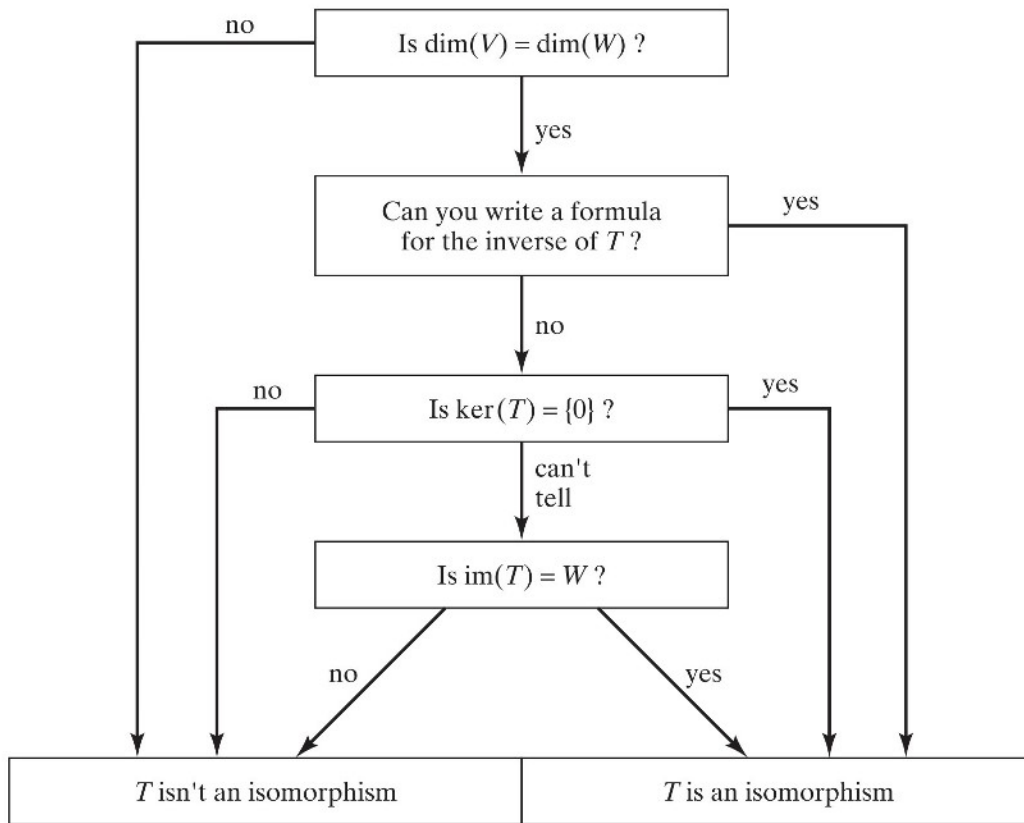 no
Is dim(V) = dim(W) ?
yes
Can you write a formula
for the inverse of T ?
yes
no
no
Is ker(T) = {0} ?
yes
can't
tell
Is im(T) = W ?
no
yes
T isn't an isomorphism
T is an isomorphism